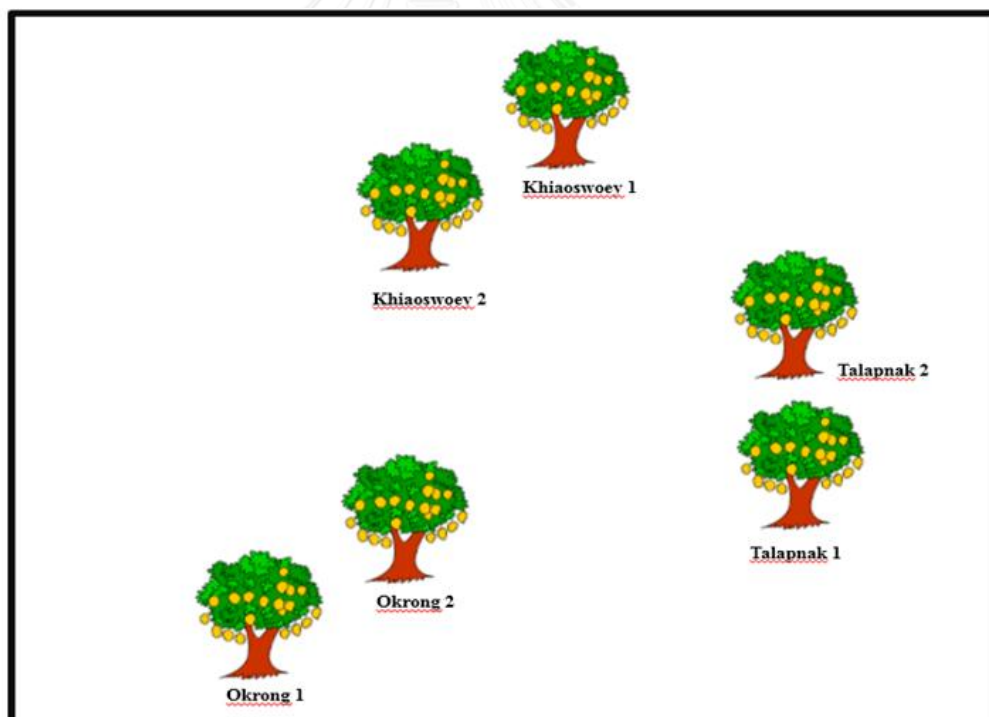 Khiaoswoey 1
Khiaoswoey 2
Talapnak 2
Talapnak 1
Okrong 2
Okrong 1